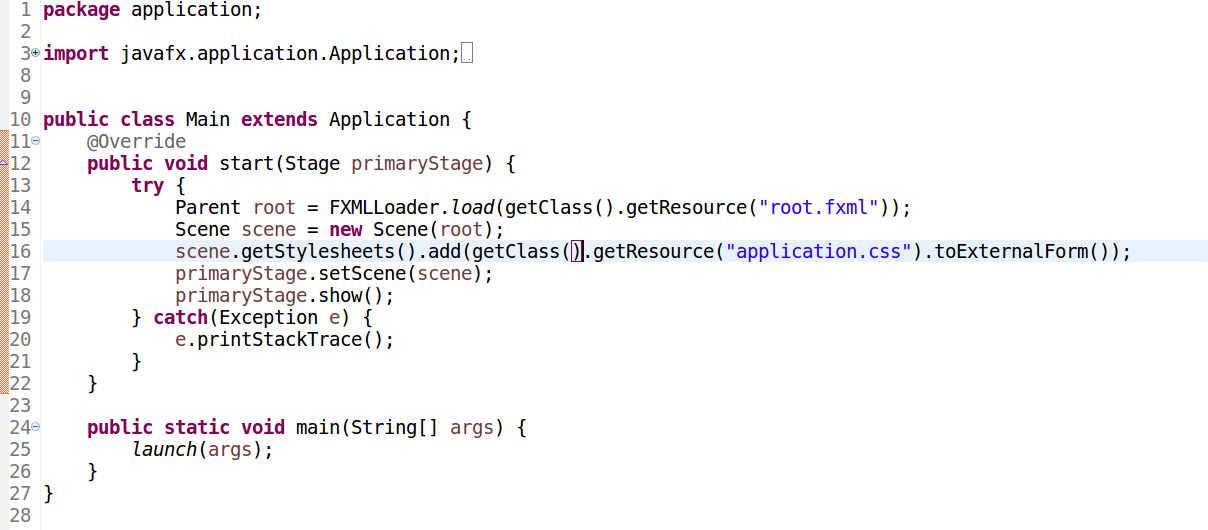 1 package application;
2
3 import javafx.application.Application;
8
9
10 public class Main extends Application {
11     @Override
12     public void start(Stage primaryStage) {
13         try {
14             Parent root = FXMLLoader.load(getClass().getResource("root.fxml"));
15             Scene scene = new Scene(root);
16             scene.getStylesheets().add(getClass().getResource("application.css").toExternalForm());
17             primaryStage.setScene(scene);
18             primaryStage.show();
19         } catch(Exception e) {
20             e.printStackTrace();
21         }
22     }
23
24     public static void main(String[] args) {
25         launch(args);
26     }
27 }
28